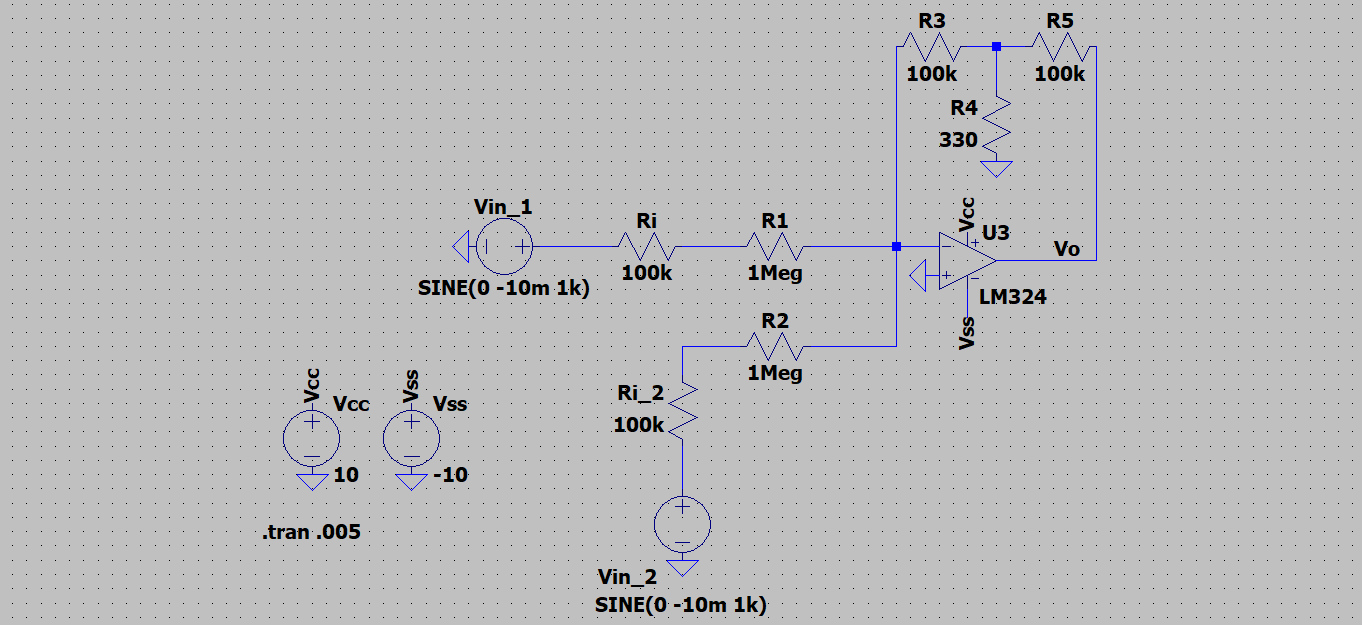 R3
R5
100k
100k
R4
330
Vin_1
Ri
R1
Vcc
U3
Vo
100k
1Meg
SINE(0 -10m 1k)
LM324
R2
Vss
1Meg
Vcc
Vss
Vcc
Vss
Ri_2
100k
10
-10
.tran .005
Vin_2
SINE(0 -10m 1k)